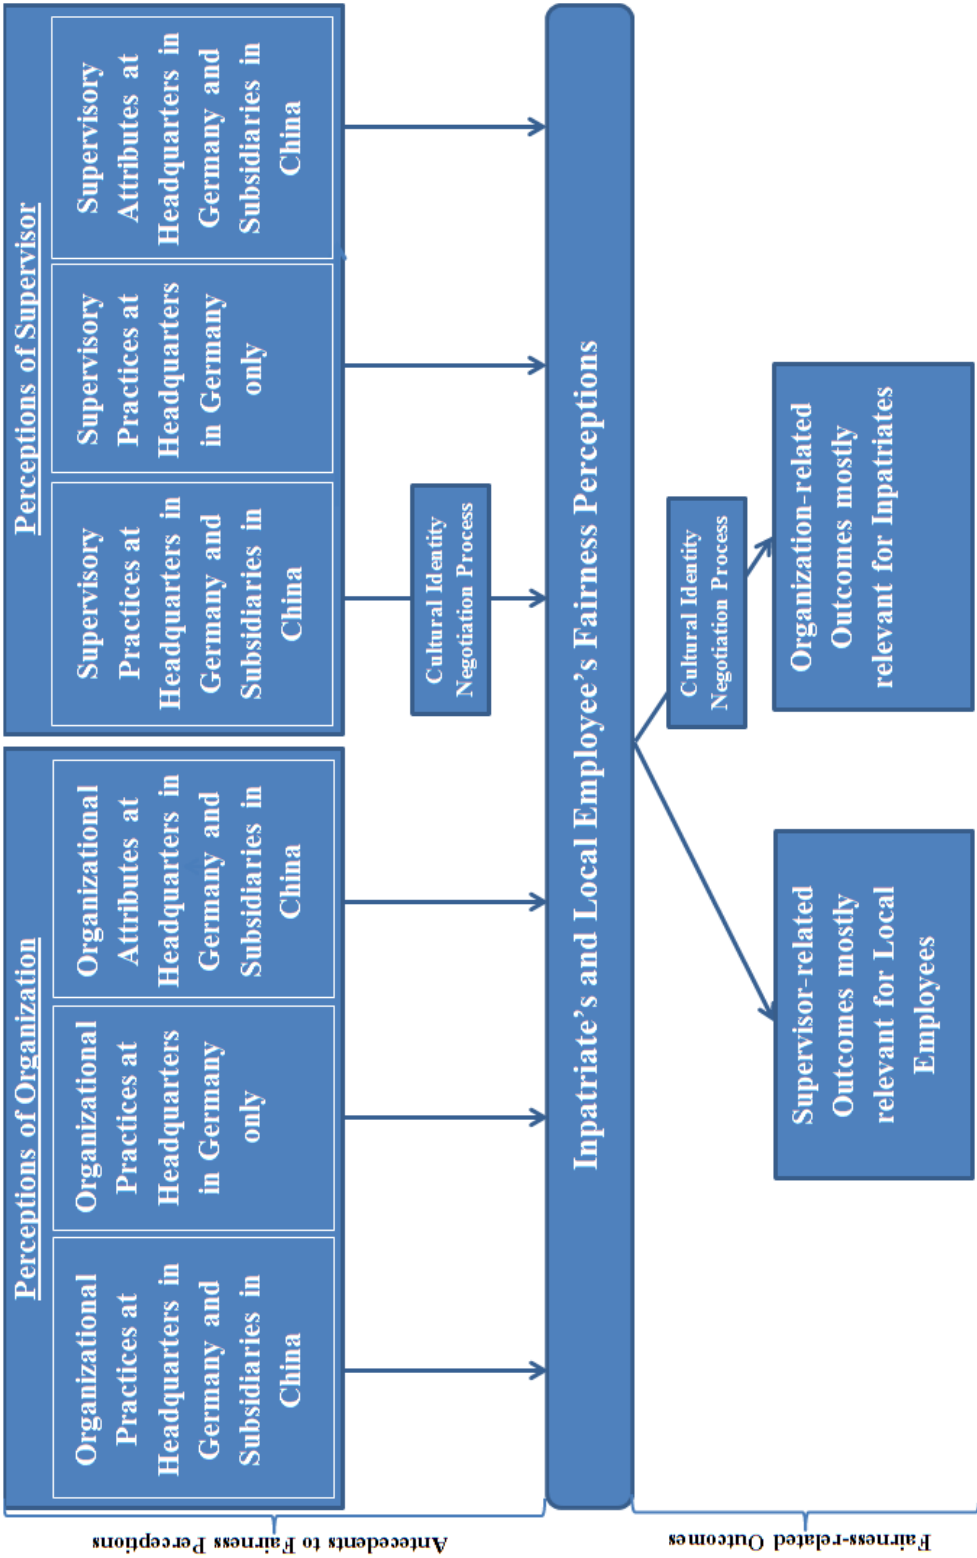 Perceptions of Organization
Organizational
Practices at
Headquarters in
Germany and
Subsidiaries in
China
Organizational
Practices at
Headquarters
in Germany
only
Organizational
Attributes at
Headquarters in
Germany and
Subsidiaries in
China
Perceptions of Supervisor
Supervisory
Practices at
Headquarters in
Germany and
Subsidiaries in
China
Supervisory
Practices at
Headquarters
in Germany
only
Supervisory
Attributes at
Headquarters in
Germany and
Subsidiaries in
China
Antecedents to Fairness Perceptions
Cultural Identity
Negotiation Process
Inpatriate’s and Local Employee’s Fairness Perceptions
Cultural Identity
Negotiation Process
Fairness-related Outcomes
Supervisor-related
Outcomes mostly
relevant for Local
Employees
Organization-related
Outcomes mostly
relevant for Inpatriates